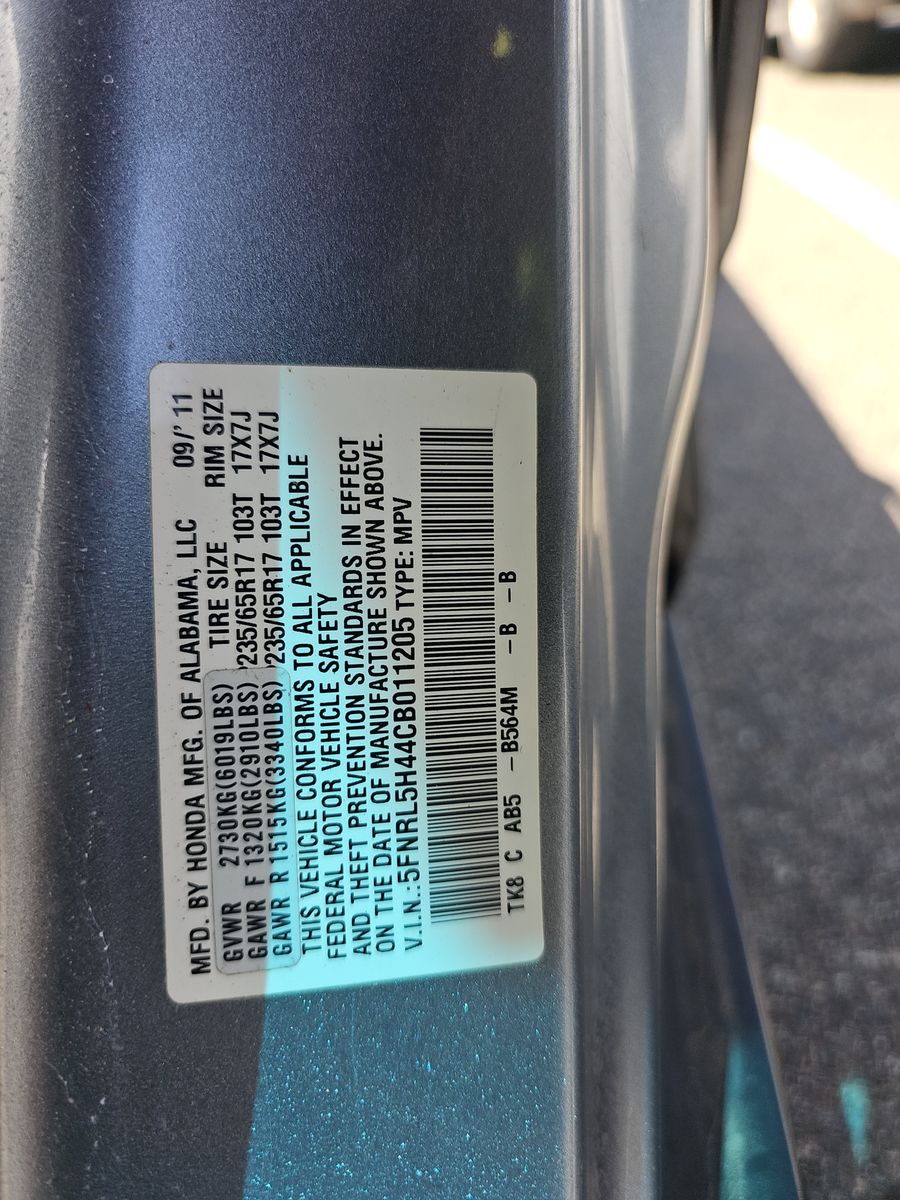 MFD. BY HONDA MFG. OF ALABAMA, LLC 09/' 11
TIRE SIZE RIM SIZE
GVWR 2730KG(6019LBS)
GAWR F 1320KG(2910LBS) 235/65R17 103T 17X7J
GAWR R 1515KG(3340LBS) 235/65R17 103T 17X7J
THIS VEHICLE CONFORMS TO ALL APPLICABLE
FEDERAL MOTOR VEHICLE SAFETY
AND THEFT PREVENTION STANDARDS IN EFFECT
ON THE DATE OF MANUFACTURE SHOWN ABOVE.
V.I.N.:5FNRL5H44CB011205 TYPE: MPV
TK8 C AB5 -B564M -B -B